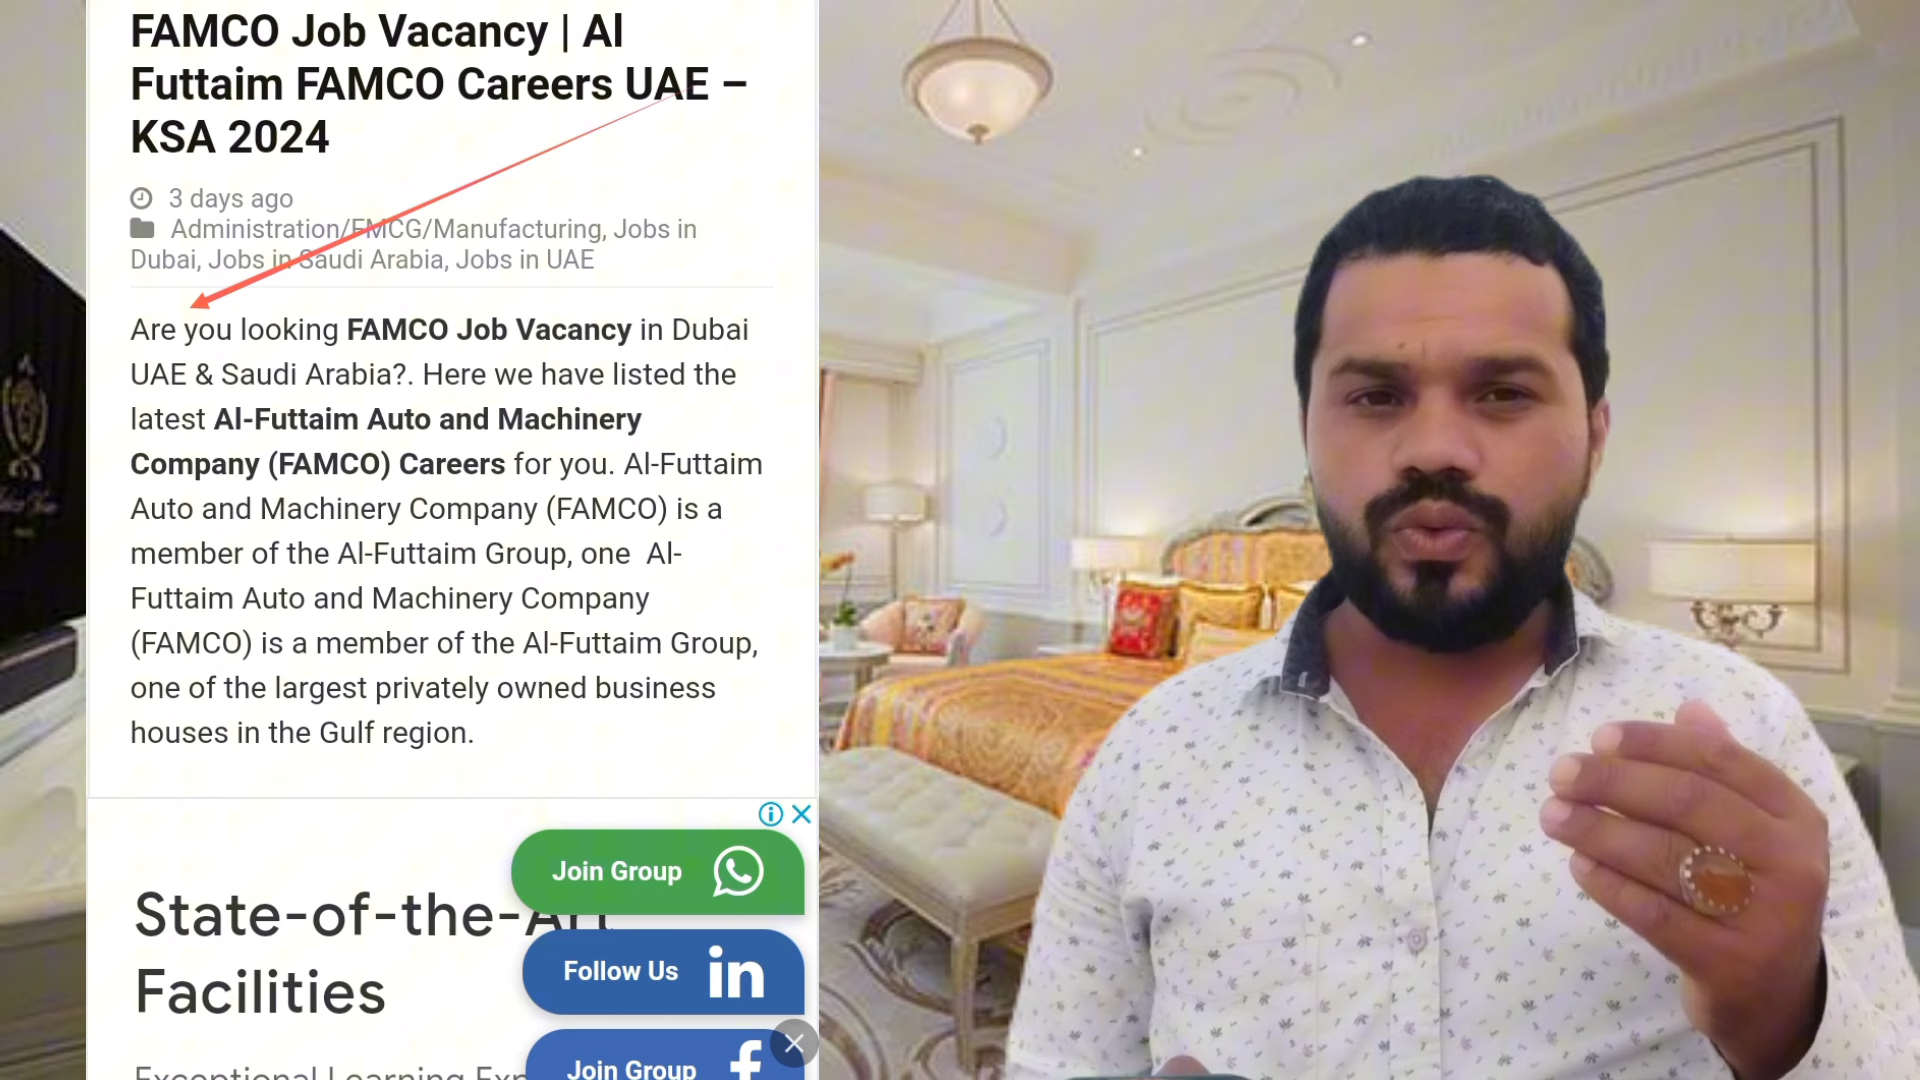 FAMCO Job Vacancy | Al
Futtaim FAMCO Careers UAE –
KSA 2024
3 days ago
Administration/FMCG/Manufacturing, Jobs in
Dubai, Jobs in Saudi Arabia, Jobs in UAE
Are you looking FAMCO Job Vacancy in Dubai
UAE & Saudi Arabia?. Here we have listed the
latest Al-Futtaim Auto and Machinery
Company (FAMCO) Careers for you. Al-Futtaim
Auto and Machinery Company (FAMCO) is a
member of the Al-Futtaim Group, one Al-
Futtaim Auto and Machinery Company
(FAMCO) is a member of the Al-Futtaim Group,
one of the largest privately owned business
houses in the Gulf region.
Join Group
State-of-the-Art
Facilities
Follow Us in
Join Group f
Exceptional Learning